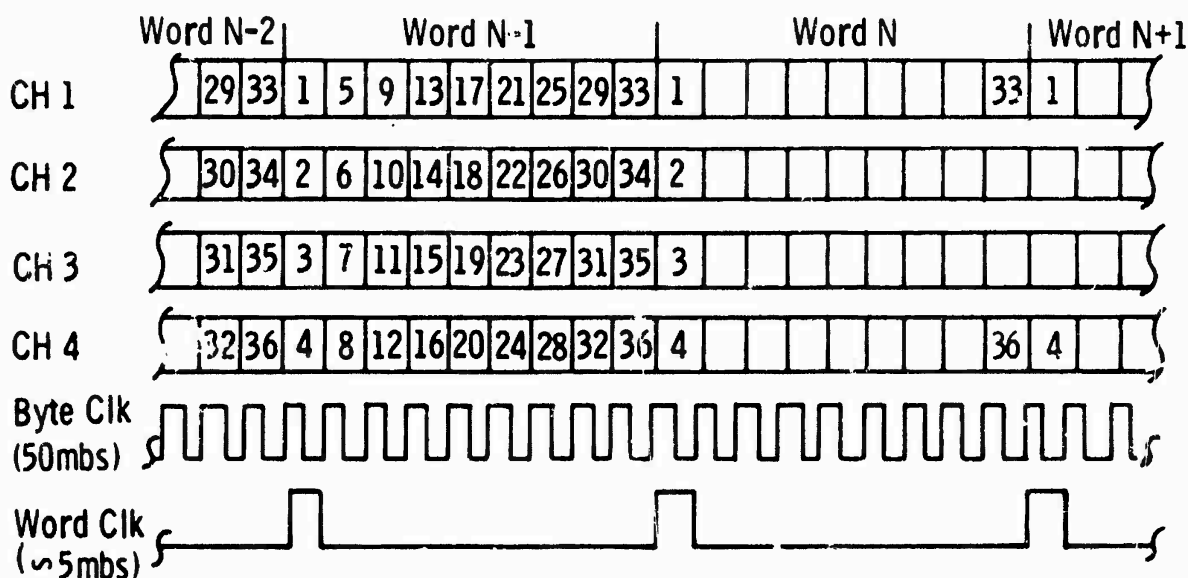 Word N-2 Word N-1 Word N Word N+1
CH 1 29 33 1 5 9 13 17 21 25 29 33 1 33 1
CH 2 30 34 2 6 10 14 18 22 26 30 34 2
CH 3 31 35 3 7 11 15 19 23 27 31 35 3
CH 4 32 36 4 8 12 16 20 24 28 32 36 4 36 4
Byte Clk
(50mbs)
Word Clk
(∽5mbs)